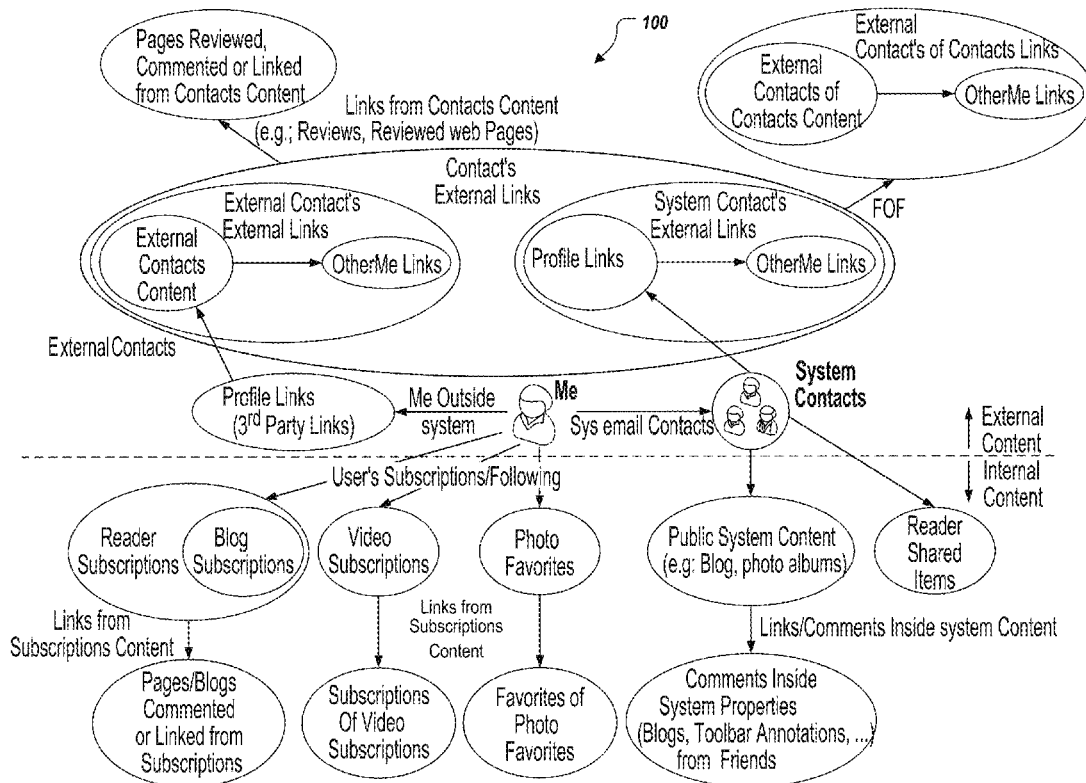 100
Pages Reviewed,
Commented or Linked
from Contacts Content
Links from Contacts Content
(e.g.; Reviews, Reviewed web Pages)
External
Contact's of Contacts Links
External
Contacts of
Contacts Content
OtherMe Links
FOF
Contact's
External Links
External Contact's
External Links
External
Contacts
Content
OtherMe Links
System Contact's
External Links
Profile Links
OtherMe Links
External Contacts
Profile Links
(3rd Party Links)
Me Outside
system
Me
Sys email Contacts
System
Contacts
External
Content
Internal
Content
User's Subscriptions/Following
Reader
Subscriptions
Blog
Subscriptions
Video
Subscriptions
Photo
Favorites
Public System Content
(e.g: Blog, photo albums)
Reader
Shared
Items
Links from
Subscriptions Content
Links from
Subscriptions
Content
Links/Comments Inside system Content
Pages/Blogs
Commented
or Linked from
Subscriptions
Subscriptions
Of Video
Subscriptions
Favorites of
Photo
Favorites
Comments Inside
System Properties
(Blogs, Toolbar Annotations, ...)
from Friends